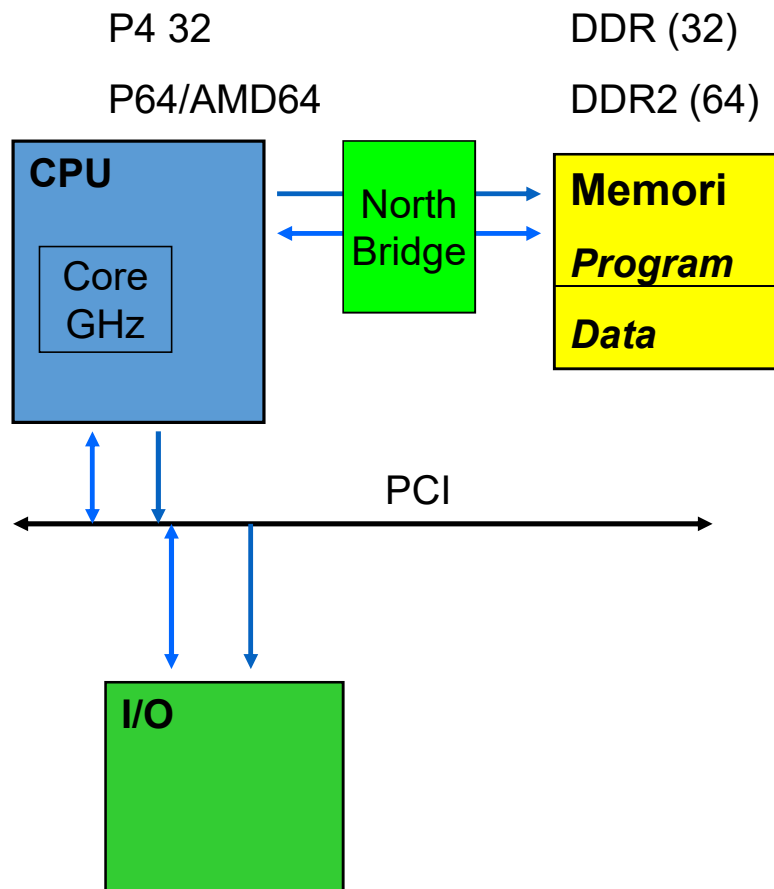 P4 32
P64/AMD64
DDR (32)
DDR2 (64)
CPU
Core
GHz
North
Bridge
Memori
Program
Data
PCI
I/O